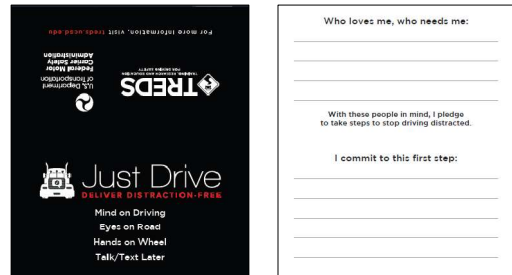 For more information, visit treds.ucsd.edu
TREDS
TRAINING, RESEARCH AND EDUCATION
FOR DRIVING SAFETY
U.S. Department
of Transportation
Federal Motor
Carrier Safety
Administration
Just Drive
DELIVER DISTRACTION-FREE
Mind on Driving
Eyes on Road
Hands on Wheel
Talk/Text Later
Who loves me, who needs me:
With these people in mind, I pledge
to take steps to stop driving distracted.
I commit to this first step: